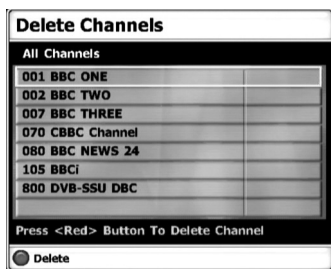 Delete Channels
All Channels
001 BBC ONE
002 BBC TWO
007 BBC THREE
070 CBBC Channel
080 BBC NEWS 24
105 BBCi
800 DVB-SSU DBC
Press <Red> Button To Delete Channel
Delete